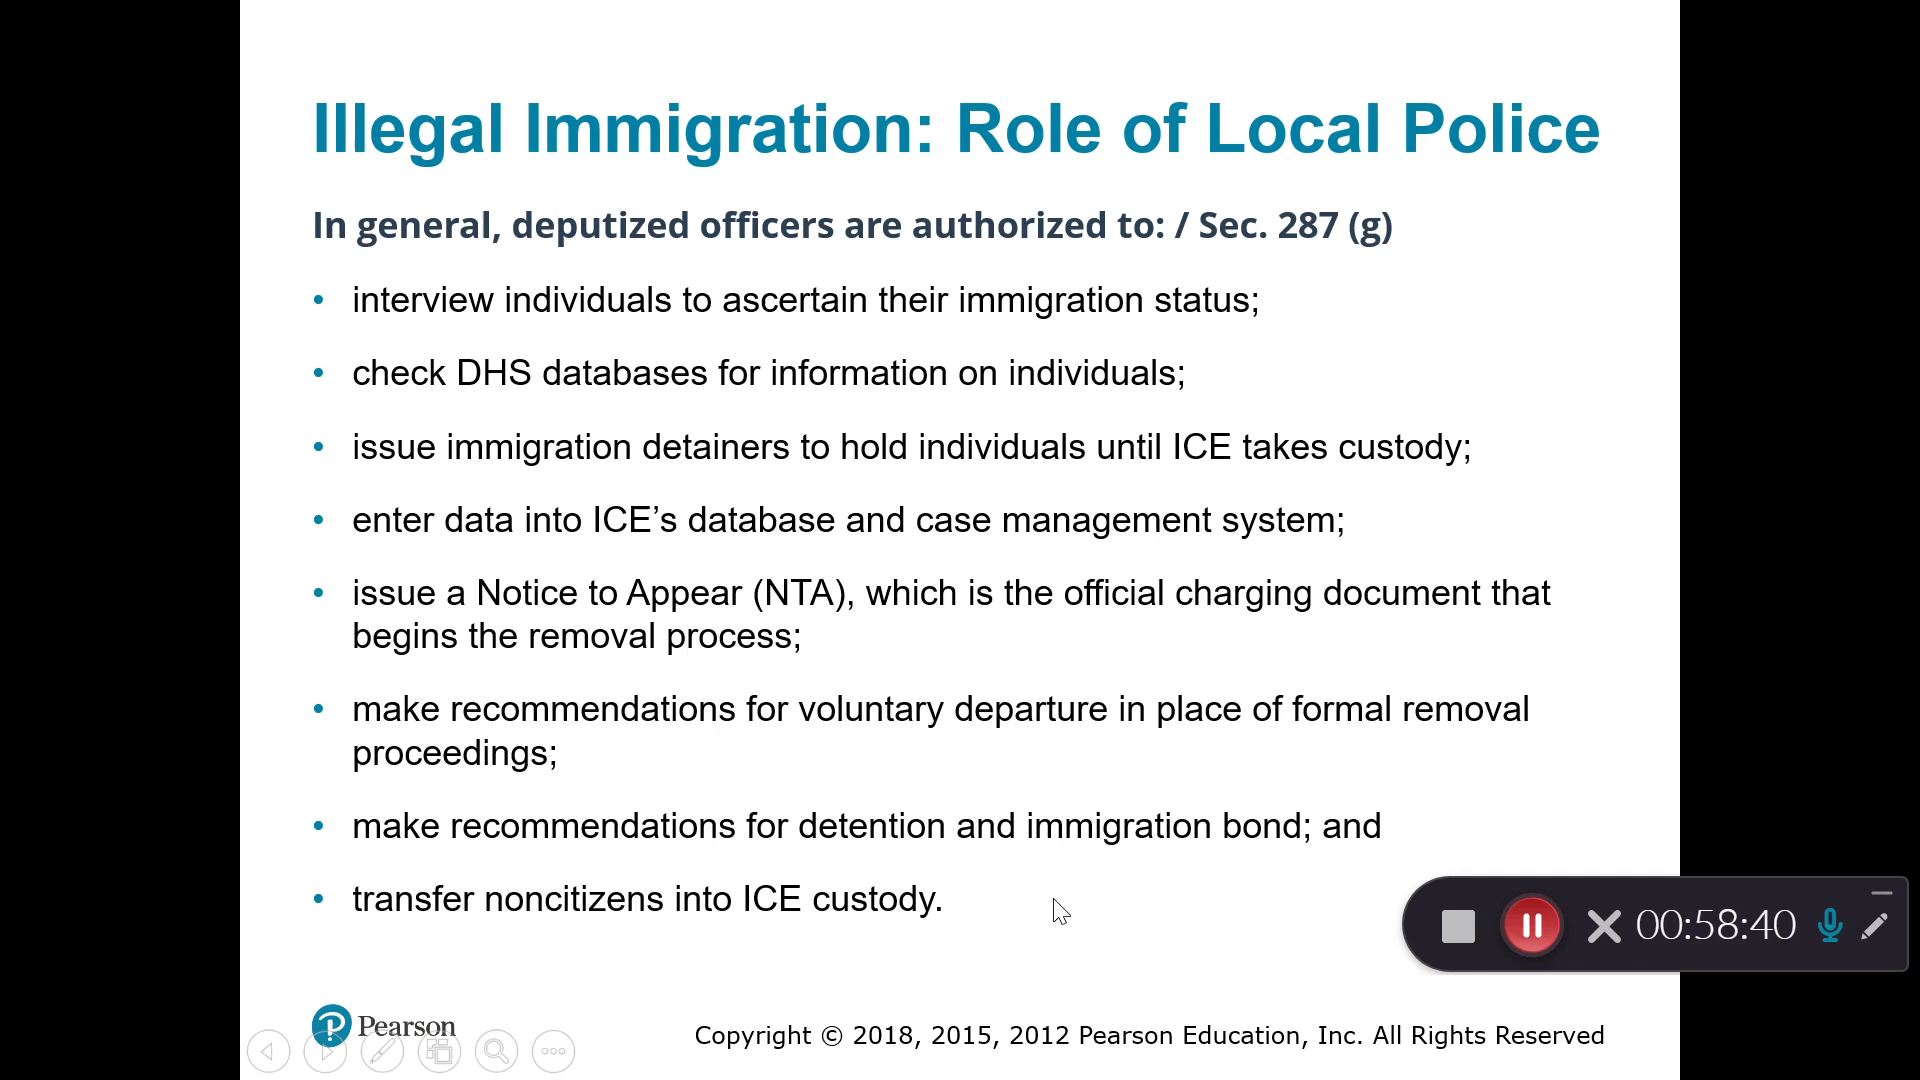 Illegal Immigration: Role of Local Police
In general, deputized officers are authorized to: / Sec. 287 (g)
• interview individuals to ascertain their immigration status;
• check DHS databases for information on individuals;
• issue immigration detainers to hold individuals until ICE takes custody;
• enter data into ICE’s database and case management system;
• issue a Notice to Appear (NTA), which is the official charging document that
begins the removal process;
• make recommendations for voluntary departure in place of formal removal
proceedings;
• make recommendations for detention and immigration bond; and
• transfer noncitizens into ICE custody.
00:58:40
Pearson
Copyright © 2018, 2015, 2012 Pearson Education, Inc. All Rights Reserved